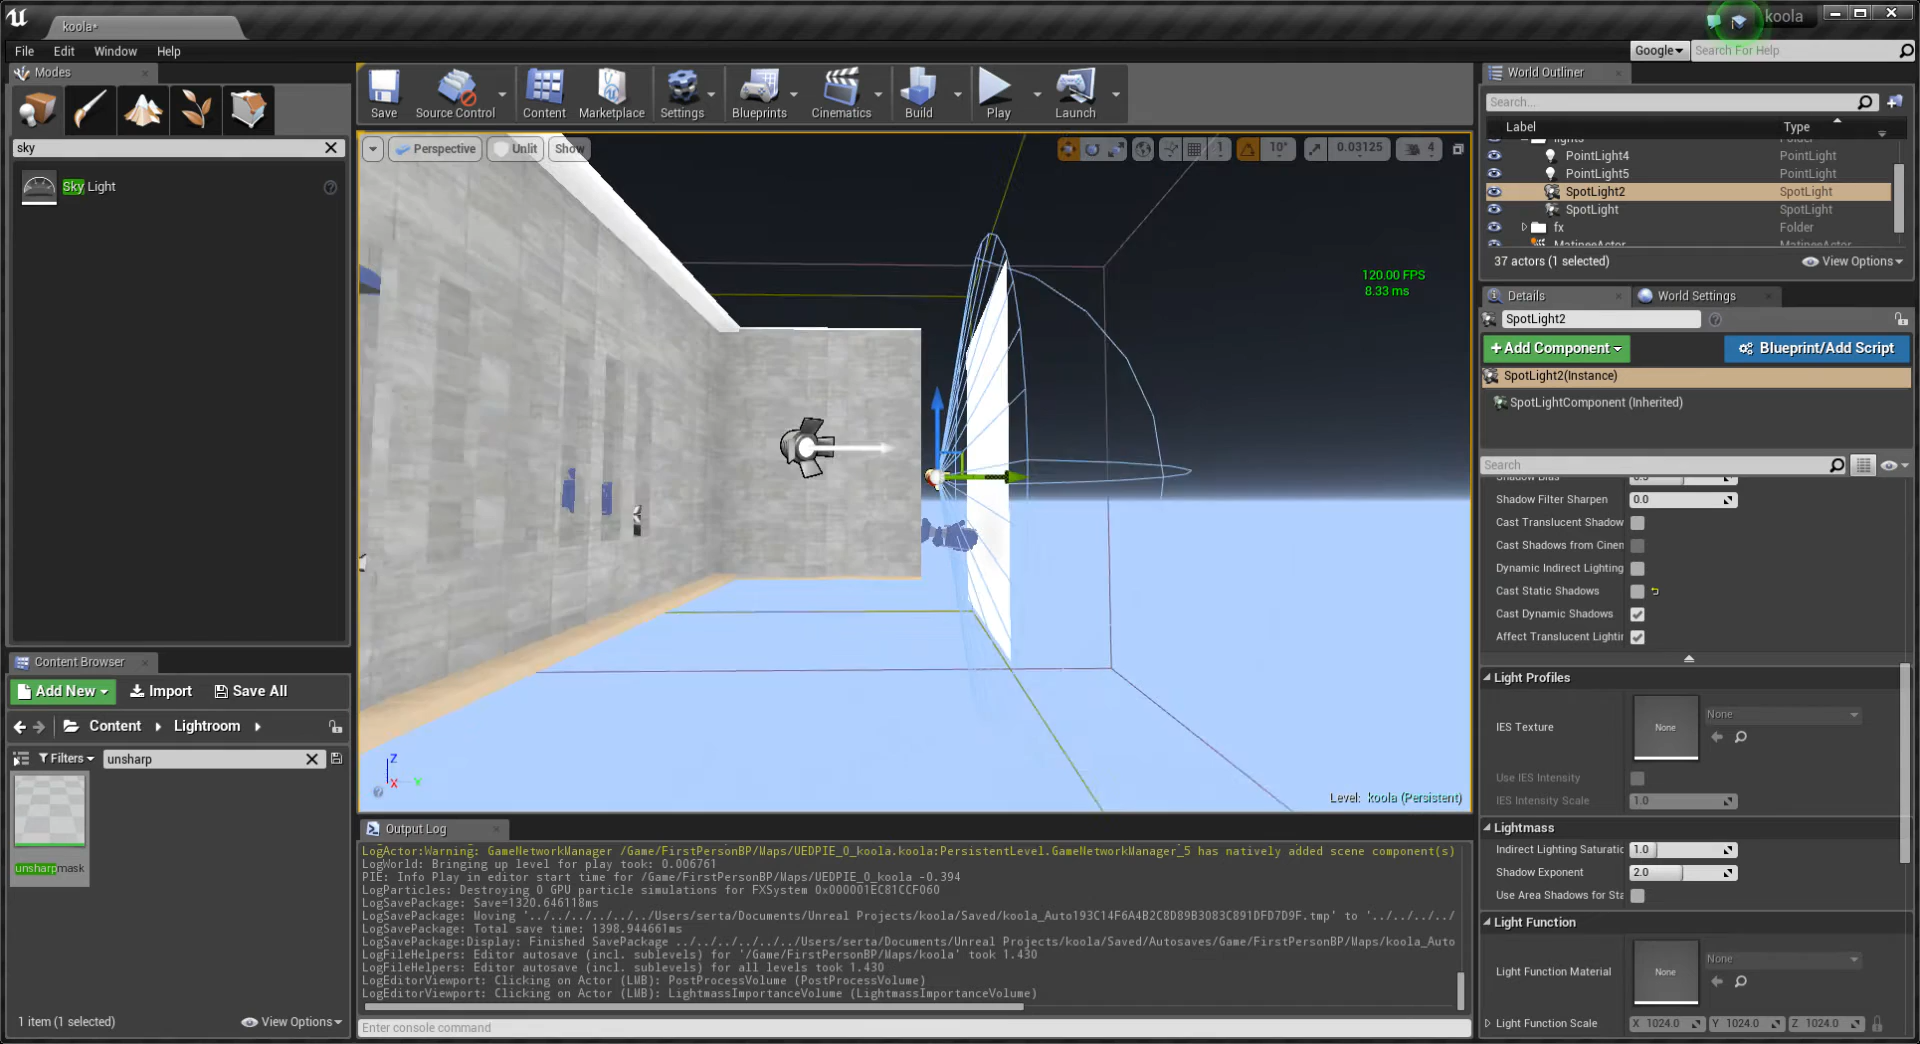 koola*
koola
File Edit Window Help
Google
Search For Help
Modes
sky
Sky Light
Save
Source Control
Content
Marketplace
Settings
Blueprints
Cinematics
Build
Play
Launch
Perspective
Unlit
Show
1
10°
0.03125
4
120.00 FPS
8.33 ms
Z
X
Y
Level: koola (Persistent)
World Outliner
Search...
Label
Type
lights
Folder
PointLight4 PointLight
PointLight5 PointLight
SpotLight2 SpotLight
SpotLight SpotLight
fx Folder
MatineeActor MatineeActor
37 actors (1 selected)
View Options
Details
World Settings
SpotLight2
+Add Component
Blueprint/Add Script
SpotLight2(Instance)
SpotLightComponent (Inherited)
Search
Shadow Bias 0.5
Shadow Filter Sharpen 0.0
Cast Translucent Shadow
Cast Shadows from Cinen
Dynamic Indirect Lighting
Cast Static Shadows
Cast Dynamic Shadows
Affect Translucent Lightin
Light Profiles
IES Texture
None
None
Use IES Intensity
IES Intensity Scale 1.0
Lightmass
Indirect Lighting Saturatic 1.0
Shadow Exponent 2.0
Use Area Shadows for Sta
Light Function
Light Function Material
None
None
Light Function Scale X 1024.0 Y 1024.0 Z 1024.0
Content Browser
Add New
Import
Save All
Content
Lightroom
Filters
unsharp
unsharpmask
1 item (1 selected)
View Options
Output Log
LogActor:Warning: GameNetworkManager /Game/FirstPersonBP/Maps/UEDPIE_0_koola.koola:PersistentLevel.GameNetworkManager_5 has natively added scene component(s)
LogWorld: Bringing up level for play took: 0.006761
PIE: Info Play in editor start time for /Game/FirstPersonBP/Maps/UEDPIE_0_koola -0.394
LogParticles: Destroying 0 GPU particle simulations for FXSystem 0x000001EC81CCF060
LogSavePackage: Save=1320.646118ms
LogSavePackage: Moving '../../../../../../Users/serta/Documents/Unreal Projects/koola/Saved/koola_Auto193C14F6A4B2C8D89B3083C891DFD7D9F.tmp' to '../../../../
LogSavePackage: Total save time: 1398.944661ms
LogSavePackage:Display: Finished SavePackage ../../../../../../Users/serta/Documents/Unreal Projects/koola/Saved/Autosaves/Game/FirstPersonBP/Maps/koola_Auto
LogFileHelpers: Editor autosave (incl. sublevels) for '/Game/FirstPersonBP/Maps/koola' took 1.430
LogFileHelpers: Editor autosave (incl. sublevels) for all levels took 1.430
LogEditorViewport: Clicking on Actor (LMB): PostProcessVolume (PostProcessVolume)
LogEditorViewport: Clicking on Actor (LMB): LightmassImportanceVolume (LightmassImportanceVolume)
Enter console command